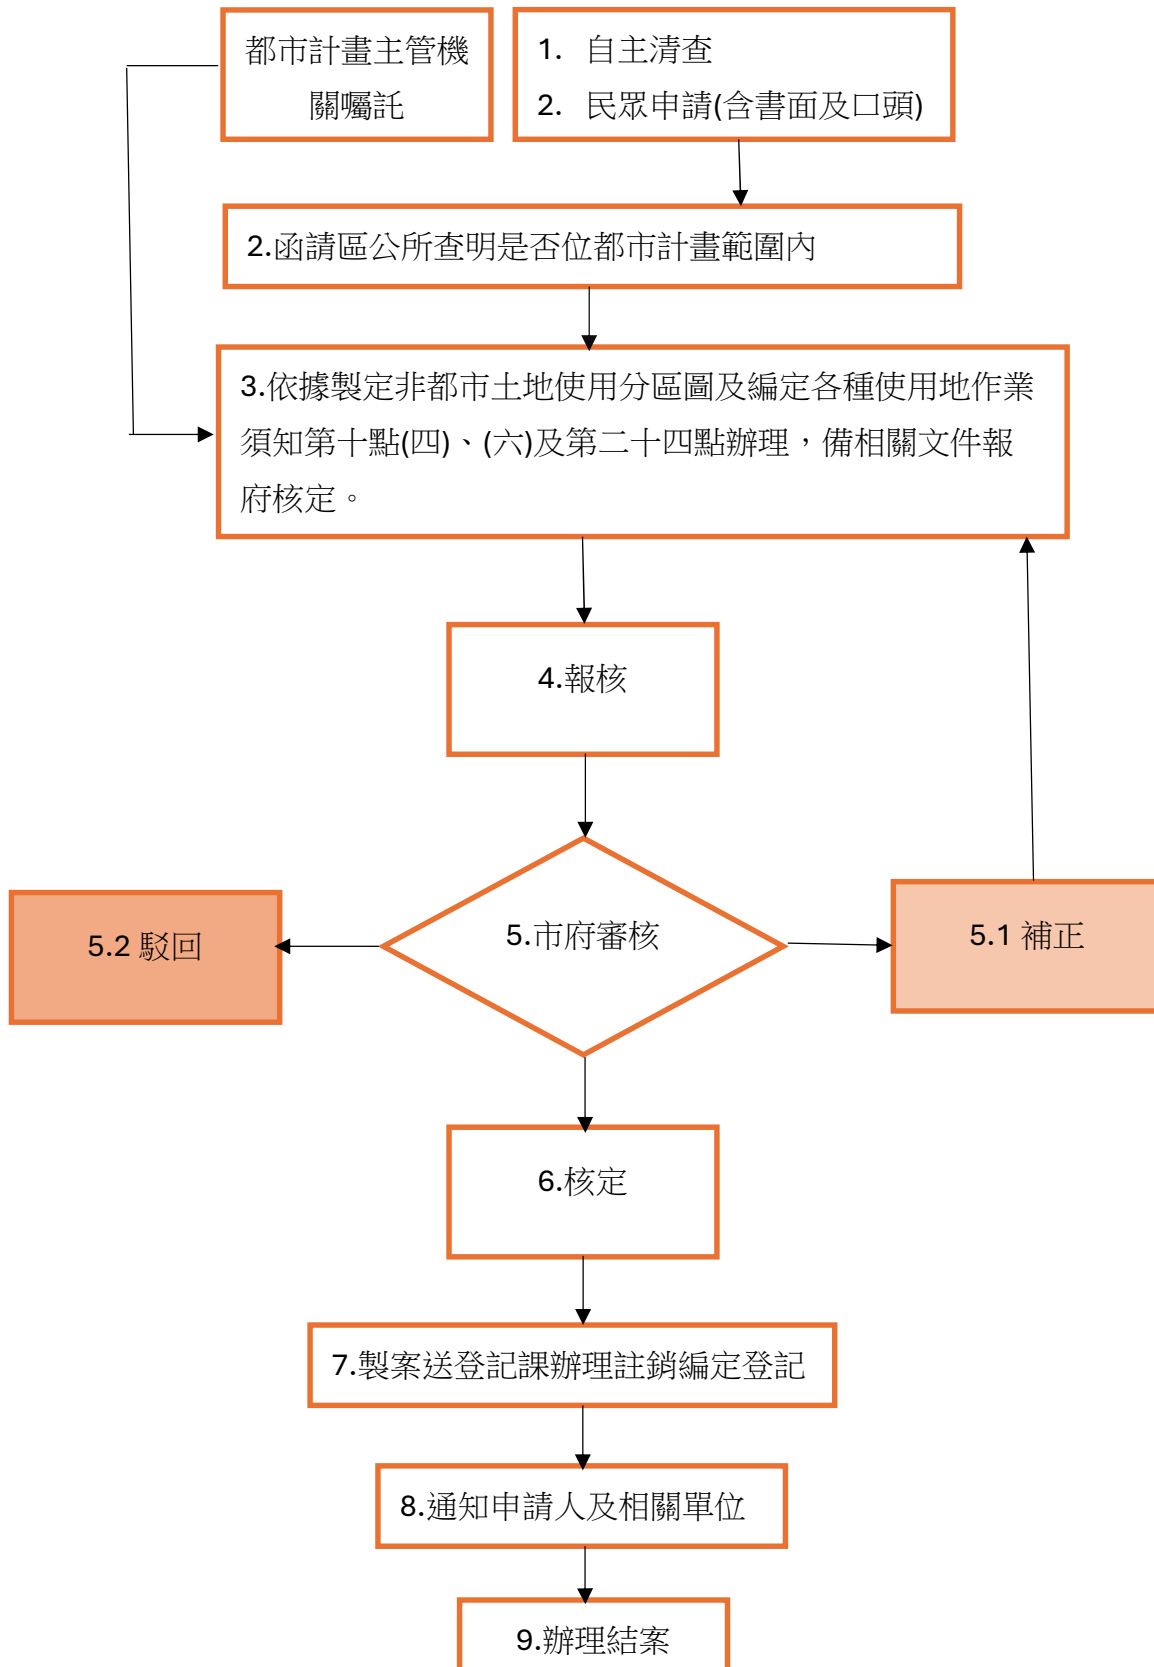 都市計畫主管機
關囑託
1. 自主清查
2. 民眾申請(含書面及口頭)
2.函請區公所查明是否位都市計畫範圍內
3.依據製定非都市土地使用分區圖及編定各種使用地作業
須知第十點(四)、(六)及第二十四點辦理，備相關文件報
府核定。
4.報核
5.市府審核
5.2 駁回
5.1 補正
6.核定
7.製案送登記課辦理註銷編定登記
8.通知申請人及相關單位
9.辦理結案